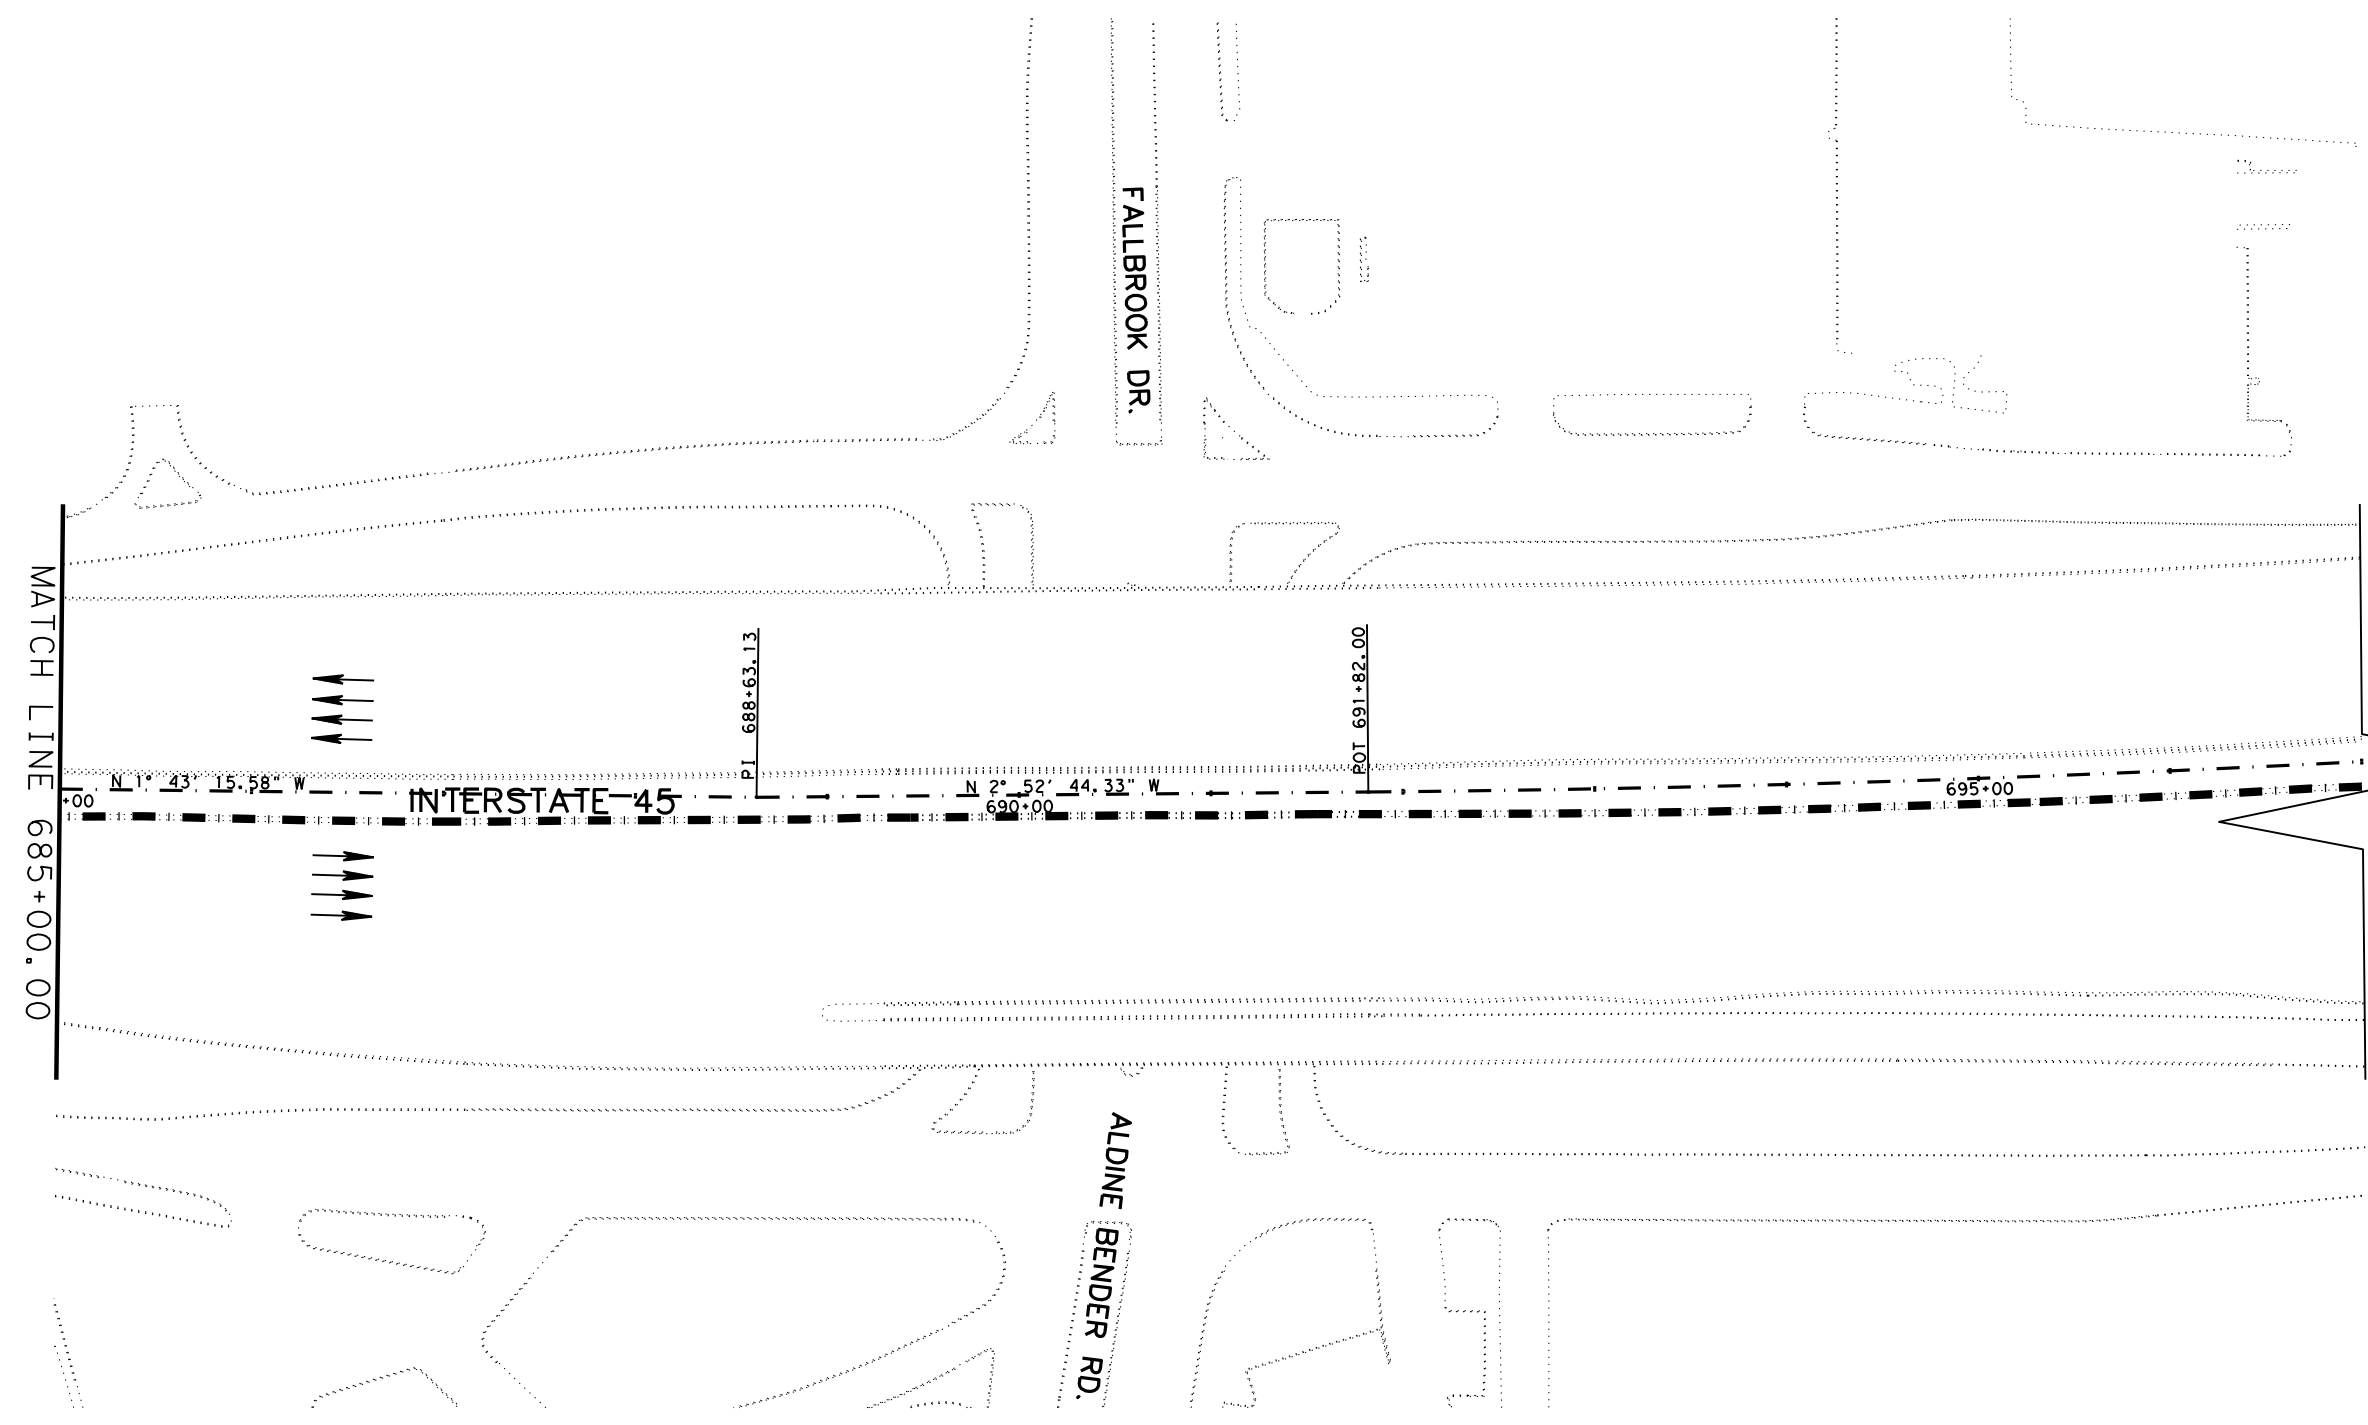 FALLBROOK DR.
MATCH LINE 685+00.00
PI 688+63.13
POT 691+82.00
N 1° 43' 15.58" W
N 2° 52' 44.33" W
+00
INTERSTATE 45
690+00
695+00
ALDINE BENDER RD.